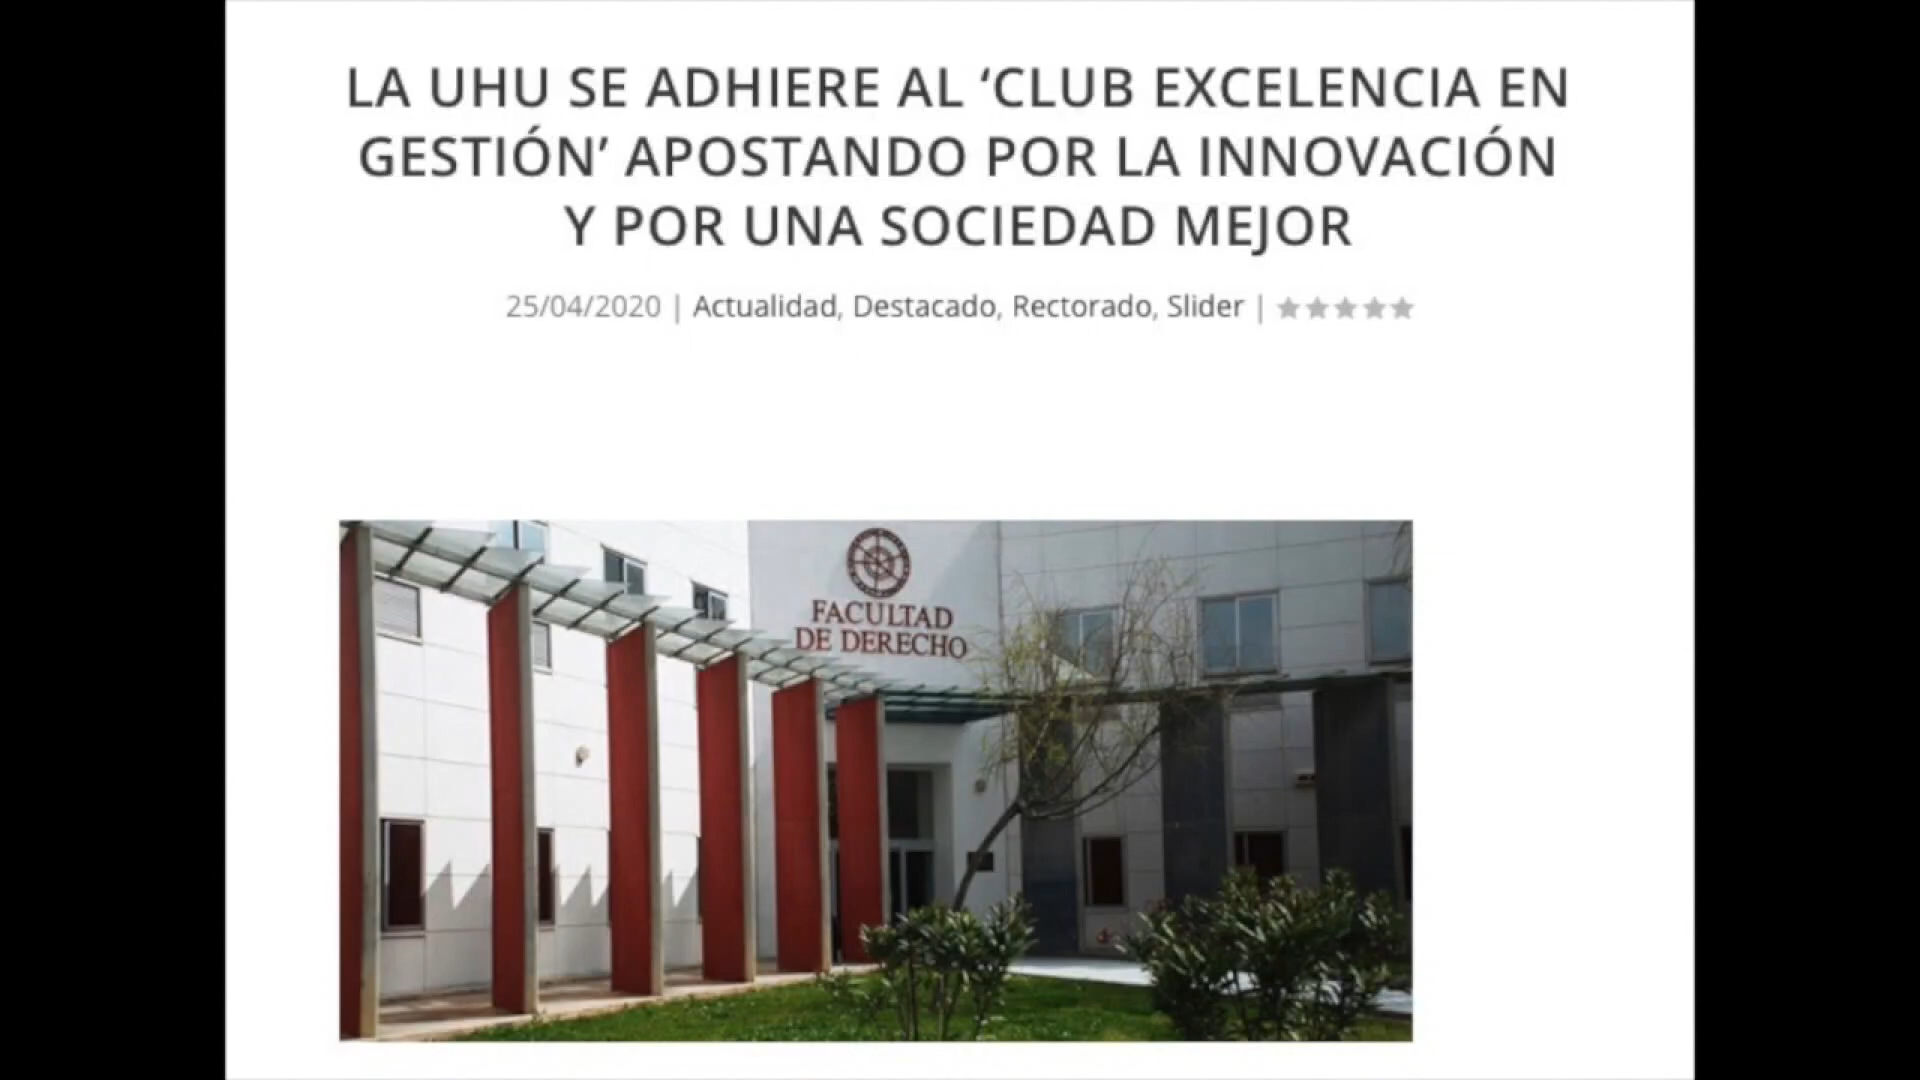 LA UHU SE ADHIERE AL ‘CLUB EXCELENCIA EN
GESTIÓN’ APOSTANDO POR LA INNOVACIÓN
Y POR UNA SOCIEDAD MEJOR
25/04/2020 | Actualidad, Destacado, Rectorado, Slider |
FACULTAD
DE DERECHO